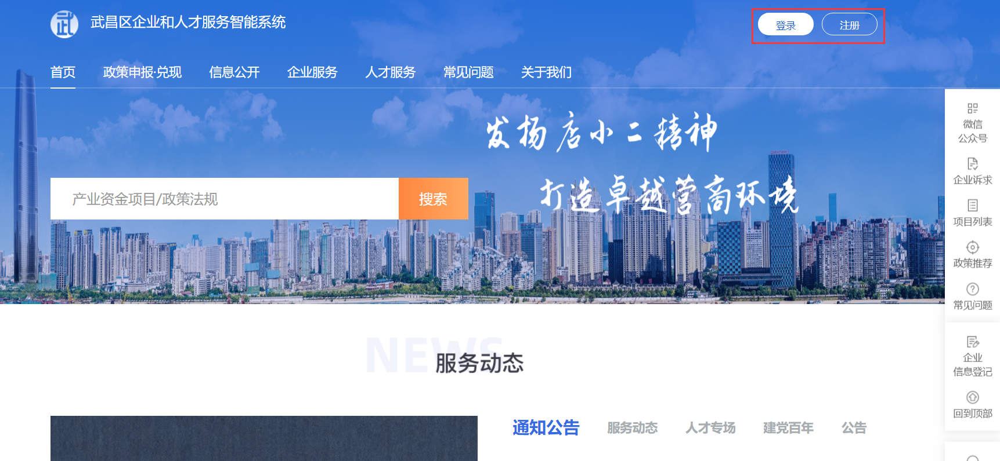 武昌区企业和人才服务智能系统
登录
注册
首页
政策申报·兑现
信息公开
企业服务
人才服务
常见问题
关于我们
发扬店小二精神
打造卓越营商环境
产业资金项目/政策法规
搜索
微信
公众号
企业诉求
项目列表
政策推荐
常见问题
企业
信息登记
回到顶部
NEWS
服务动态
通知公告
服务动态
人才专场
建党百年
公告